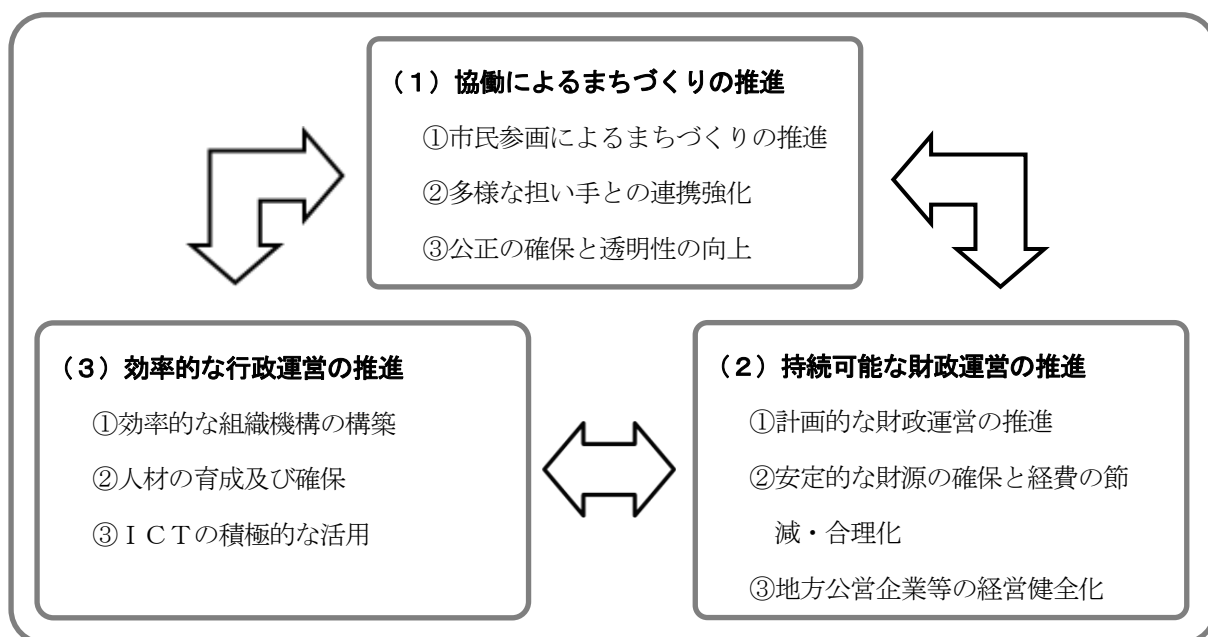 （１）協働によるまちづくりの推進
①市民参画によるまちづくりの推進
②多様な担い手との連携強化
③公正の確保と透明性の向上
（３）効率的な行政運営の推進
①効率的な組織機構の構築
②人材の育成及び確保
③ＩＣＴの積極的な活用
（２）持続可能な財政運営の推進
①計画的な財政運営の推進
②安定的な財源の確保と経費の節
減・合理化
③地方公営企業等の経営健全化